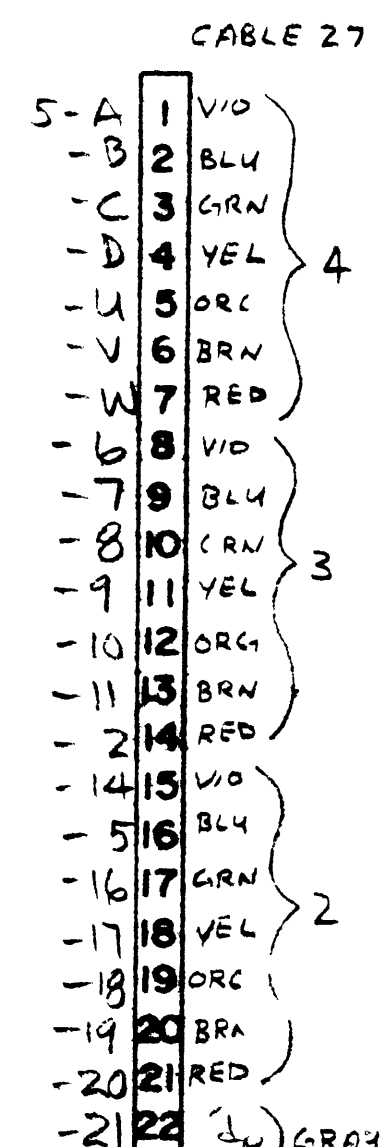 CABLE 27
5-A 1 VIO
-B 2 BLU
-C 3 GRN
-D 4 YEL 4
-U 5 ORC
-V 6 BRN
-W 7 RED
-6 8 VIO
-7 9 BLU
-8 10 CRN
-9 11 YEL 3
-10 12 ORG
-11 13 BRN
-2 14 RED
-14 15 VIO
-5 16 BLU
-16 17 GRN
-17 18 YEL 2
-18 19 ORC
-19 20 BRN
-20 21 RED
-21 22 GRAY